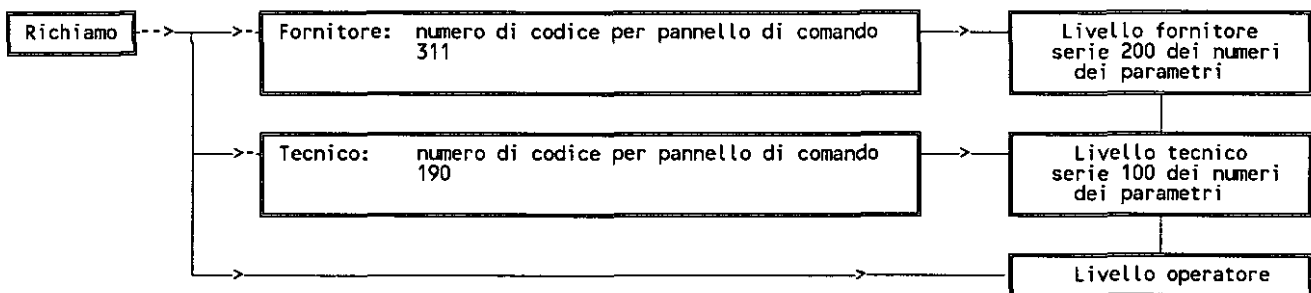 Richiamo
Fornitore: numero di codice per pannello di comando
311
Livello fornitore
serie 200 dei numeri
dei parametri
Tecnico: numero di codice per pannello di comando
190
Livello tecnico
serie 100 dei numeri
dei parametri
Livello operatore